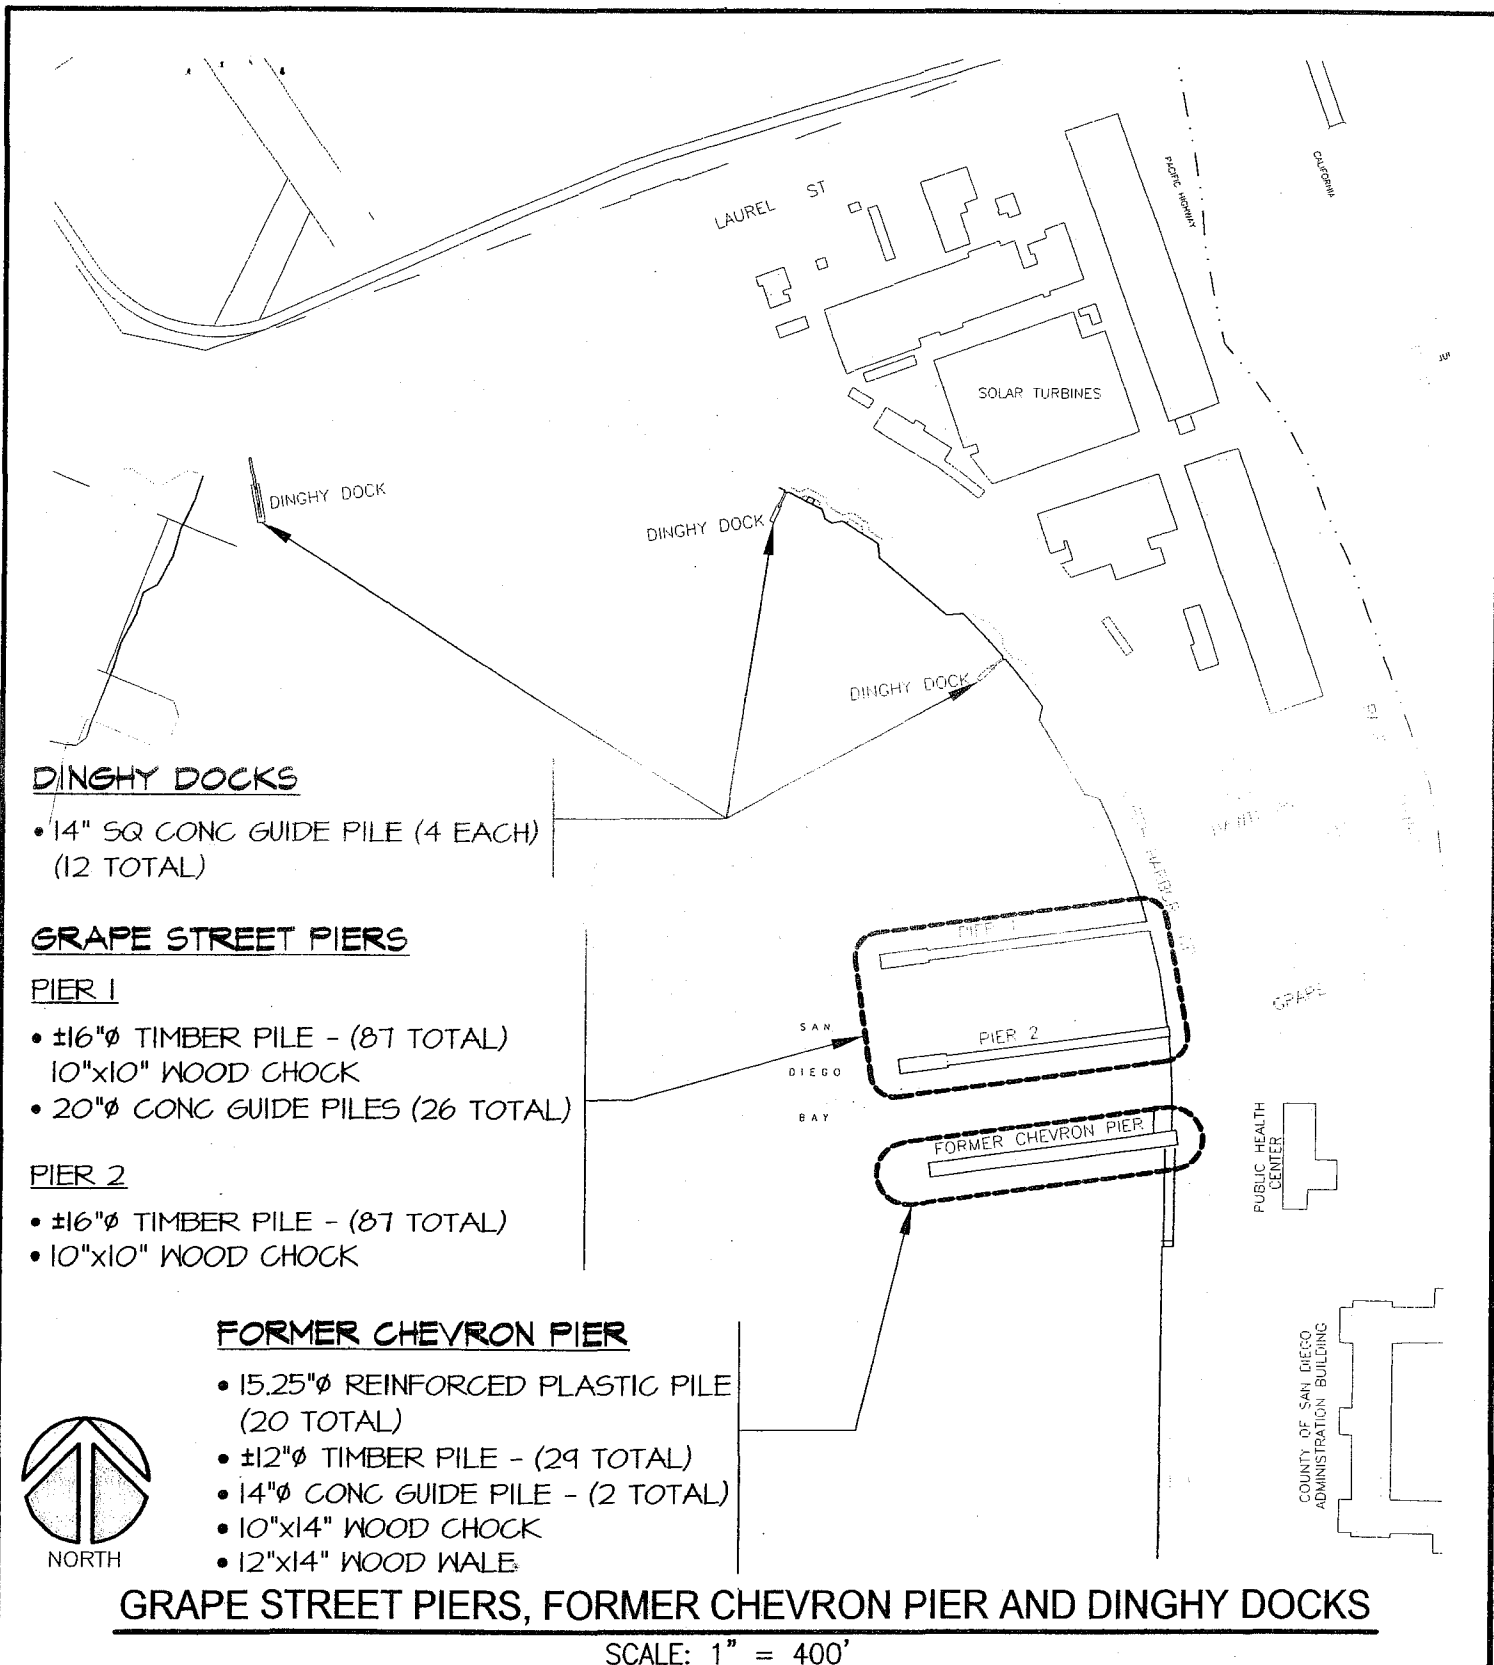 LAUREL ST
PACIFIC HIGHWAY
CALIFORNIA
SOLAR TURBINES
DINGHY DOCK
DINGHY DOCK
DINGHY DOCK
DINGHY DOCKS
• 14" SQ CONC GUIDE PILE (4 EACH)
(12 TOTAL)
GRAPE STREET PIERS
PIER 1
• ±16"Ø TIMBER PILE - (87 TOTAL)
10"x10" WOOD CHOCK
• 20"Ø CONC GUIDE PILES (26 TOTAL)
PIER 2
• ±16"Ø TIMBER PILE - (87 TOTAL)
• 10"x10" WOOD CHOCK
HARBOR
PIER 1
GRAPE
PIER 2
SAN
DIEGO
BAY
FORMER CHEVRON PIER
PUBLIC HEALTH
CENTER
COUNTY OF SAN DIEGO
ADMINISTRATION BUILDING
FORMER CHEVRON PIER
• 15.25"Ø REINFORCED PLASTIC PILE
(20 TOTAL)
• ±12"Ø TIMBER PILE - (29 TOTAL)
• 14"Ø CONC GUIDE PILE - (2 TOTAL)
• 10"x14" WOOD CHOCK
• 12"x14" WOOD WALE
NORTH
GRAPE STREET PIERS, FORMER CHEVRON PIER AND DINGHY DOCKS
SCALE: 1" = 400'